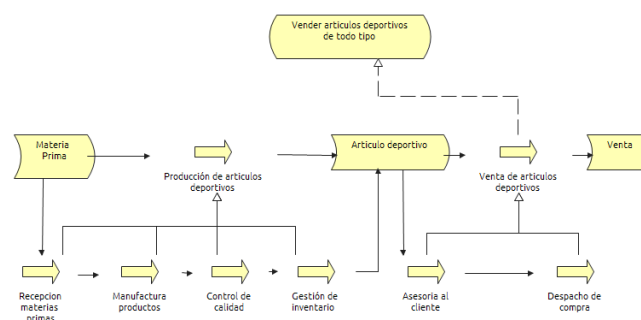 Vender articulos deportivos
de todo tipo
Materia
Prima
Producción de articulos
deportivos
Articulo deportivo
Venta de articulos
deportivos
Venta
Recepcion
materias
primas
Manufactura
productos
Control de
calidad
Gestión de
inventario
Asesoria al
cliente
Despacho de
compra